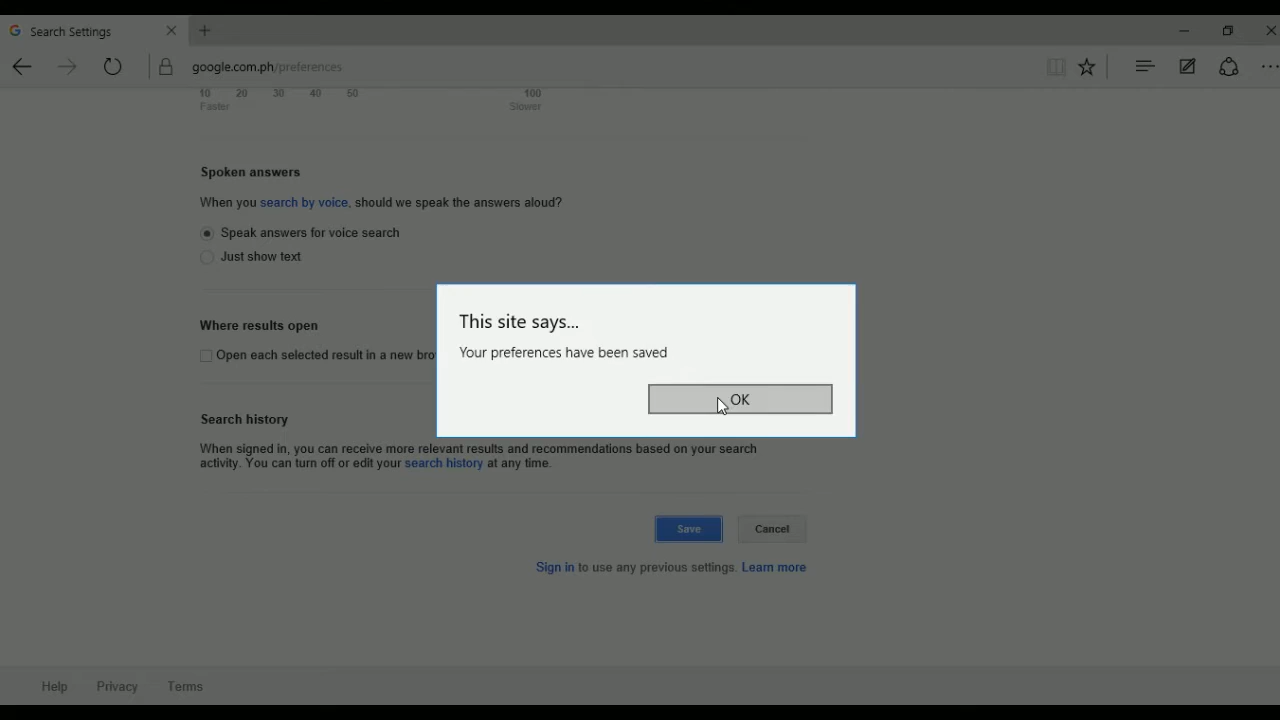 Search Settings
google.com.ph/preferences
10 20 30 40 50 100
Faster Slower
Spoken answers
When you search by voice, should we speak the answers aloud?
Speak answers for voice search
Just show text
Where results open
Open each selected result in a new
This site says...
Your preferences have been saved
OK
Search history
When signed in, you can receive more relevant results and recommendations based on your search
activity. You can turn off or edit your search history at any time.
Save Cancel
Sign in to use any previous settings. Learn more
Help Privacy Terms